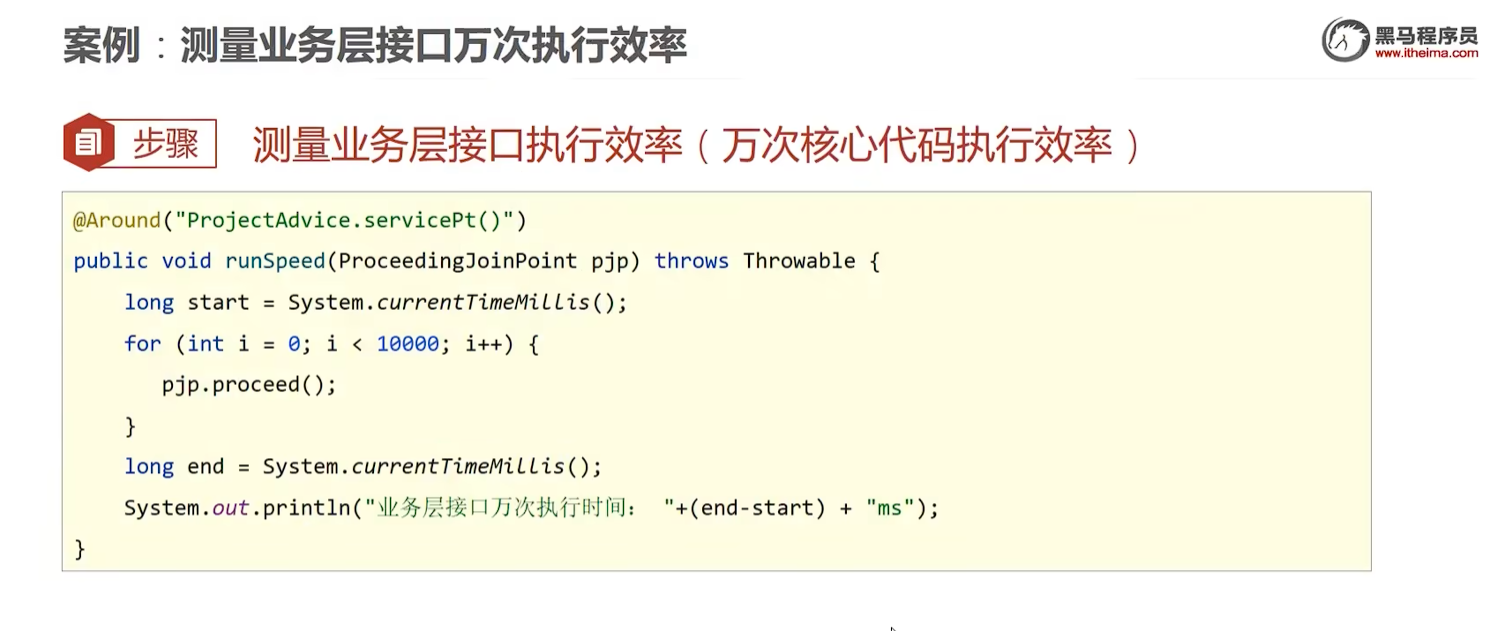 案例：测量业务层接口万次执行效率
黑马程序员
www.itheima.com
步骤
测量业务层接口执行效率（万次核心代码执行效率）
@Around("ProjectAdvice.servicePt()")
public void runSpeed(ProceedingJoinPoint pjp) throws Throwable {
    long start = System.currentTimeMillis();
    for (int i = 0; i < 10000; i++) {
       pjp.proceed();
    }
    long end = System.currentTimeMillis();
    System.out.println("业务层接口万次执行时间： "+(end-start) + "ms");
}